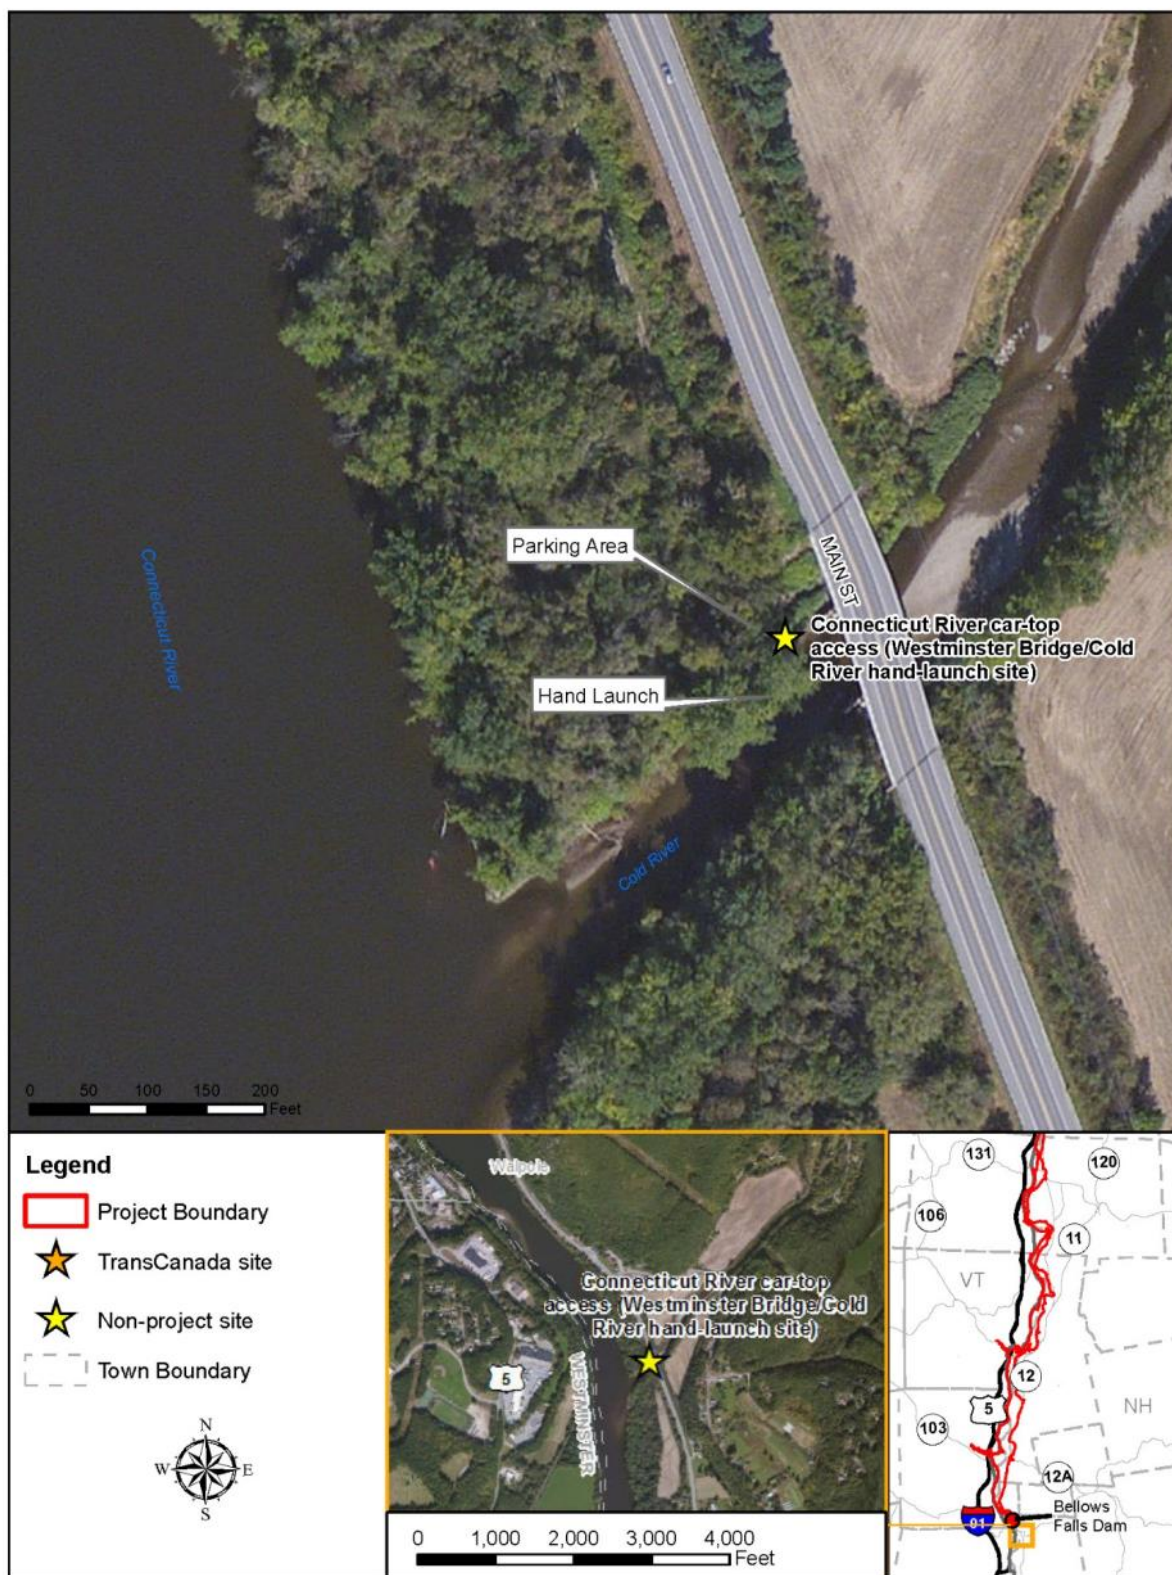 Connecticut River
Parking Area
MAIN ST
Connecticut River car-top
access (Westminster Bridge/Cold
River hand-launch site)
Hand Launch
Cold River
0 50 100 150 200
Feet
Legend
Project Boundary
TransCanada site
Non-project site
Town Boundary
N
W E
S
Walpole
Connecticut River car-top
access (Westminster Bridge/Cold
River hand-launch site)
5
WESTMINSTER
0 1,000 2,000 3,000 4,000
Feet
131
120
106
11
VT
12
5
NH
103
12A
91
Bellows
Falls Dam